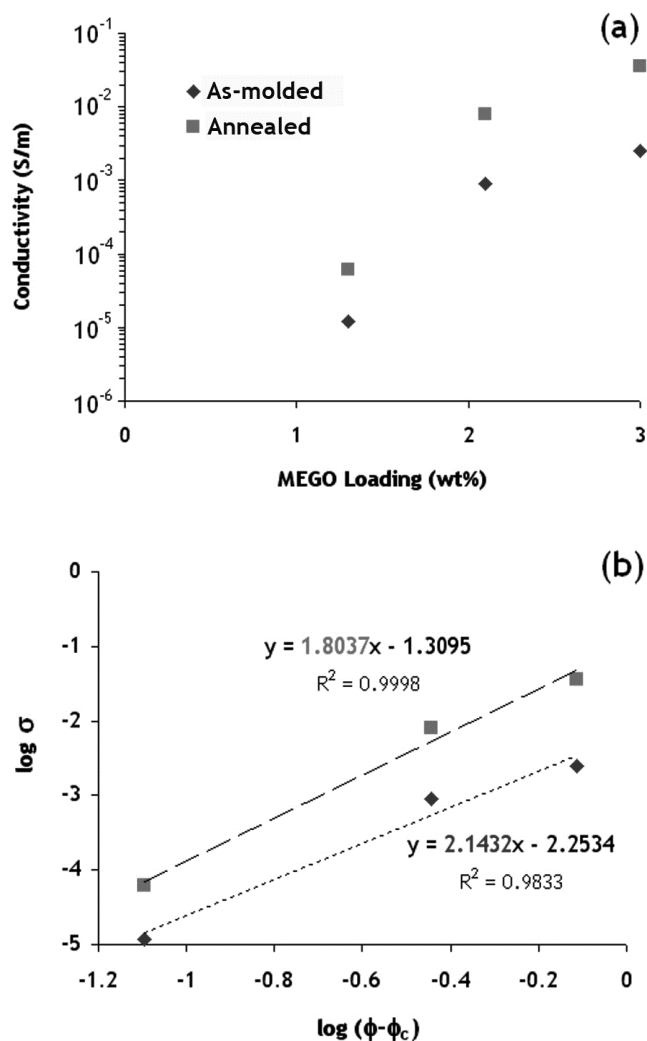 (a)
10^-1
10^-2
10^-3
10^-4
10^-5
10^-6
Conductivity (S/m)
As-molded
Annealed
0 1 2 3
MEGO Loading (wt%)
(b)
0
-1
-2
-3
-4
-5
log σ
y = 1.8037x - 1.3095
R² = 0.9998
y = 2.1432x - 2.2534
R² = 0.9833
-1.2 -1 -0.8 -0.6 -0.4 -0.2 0
log (ϕ-ϕc)